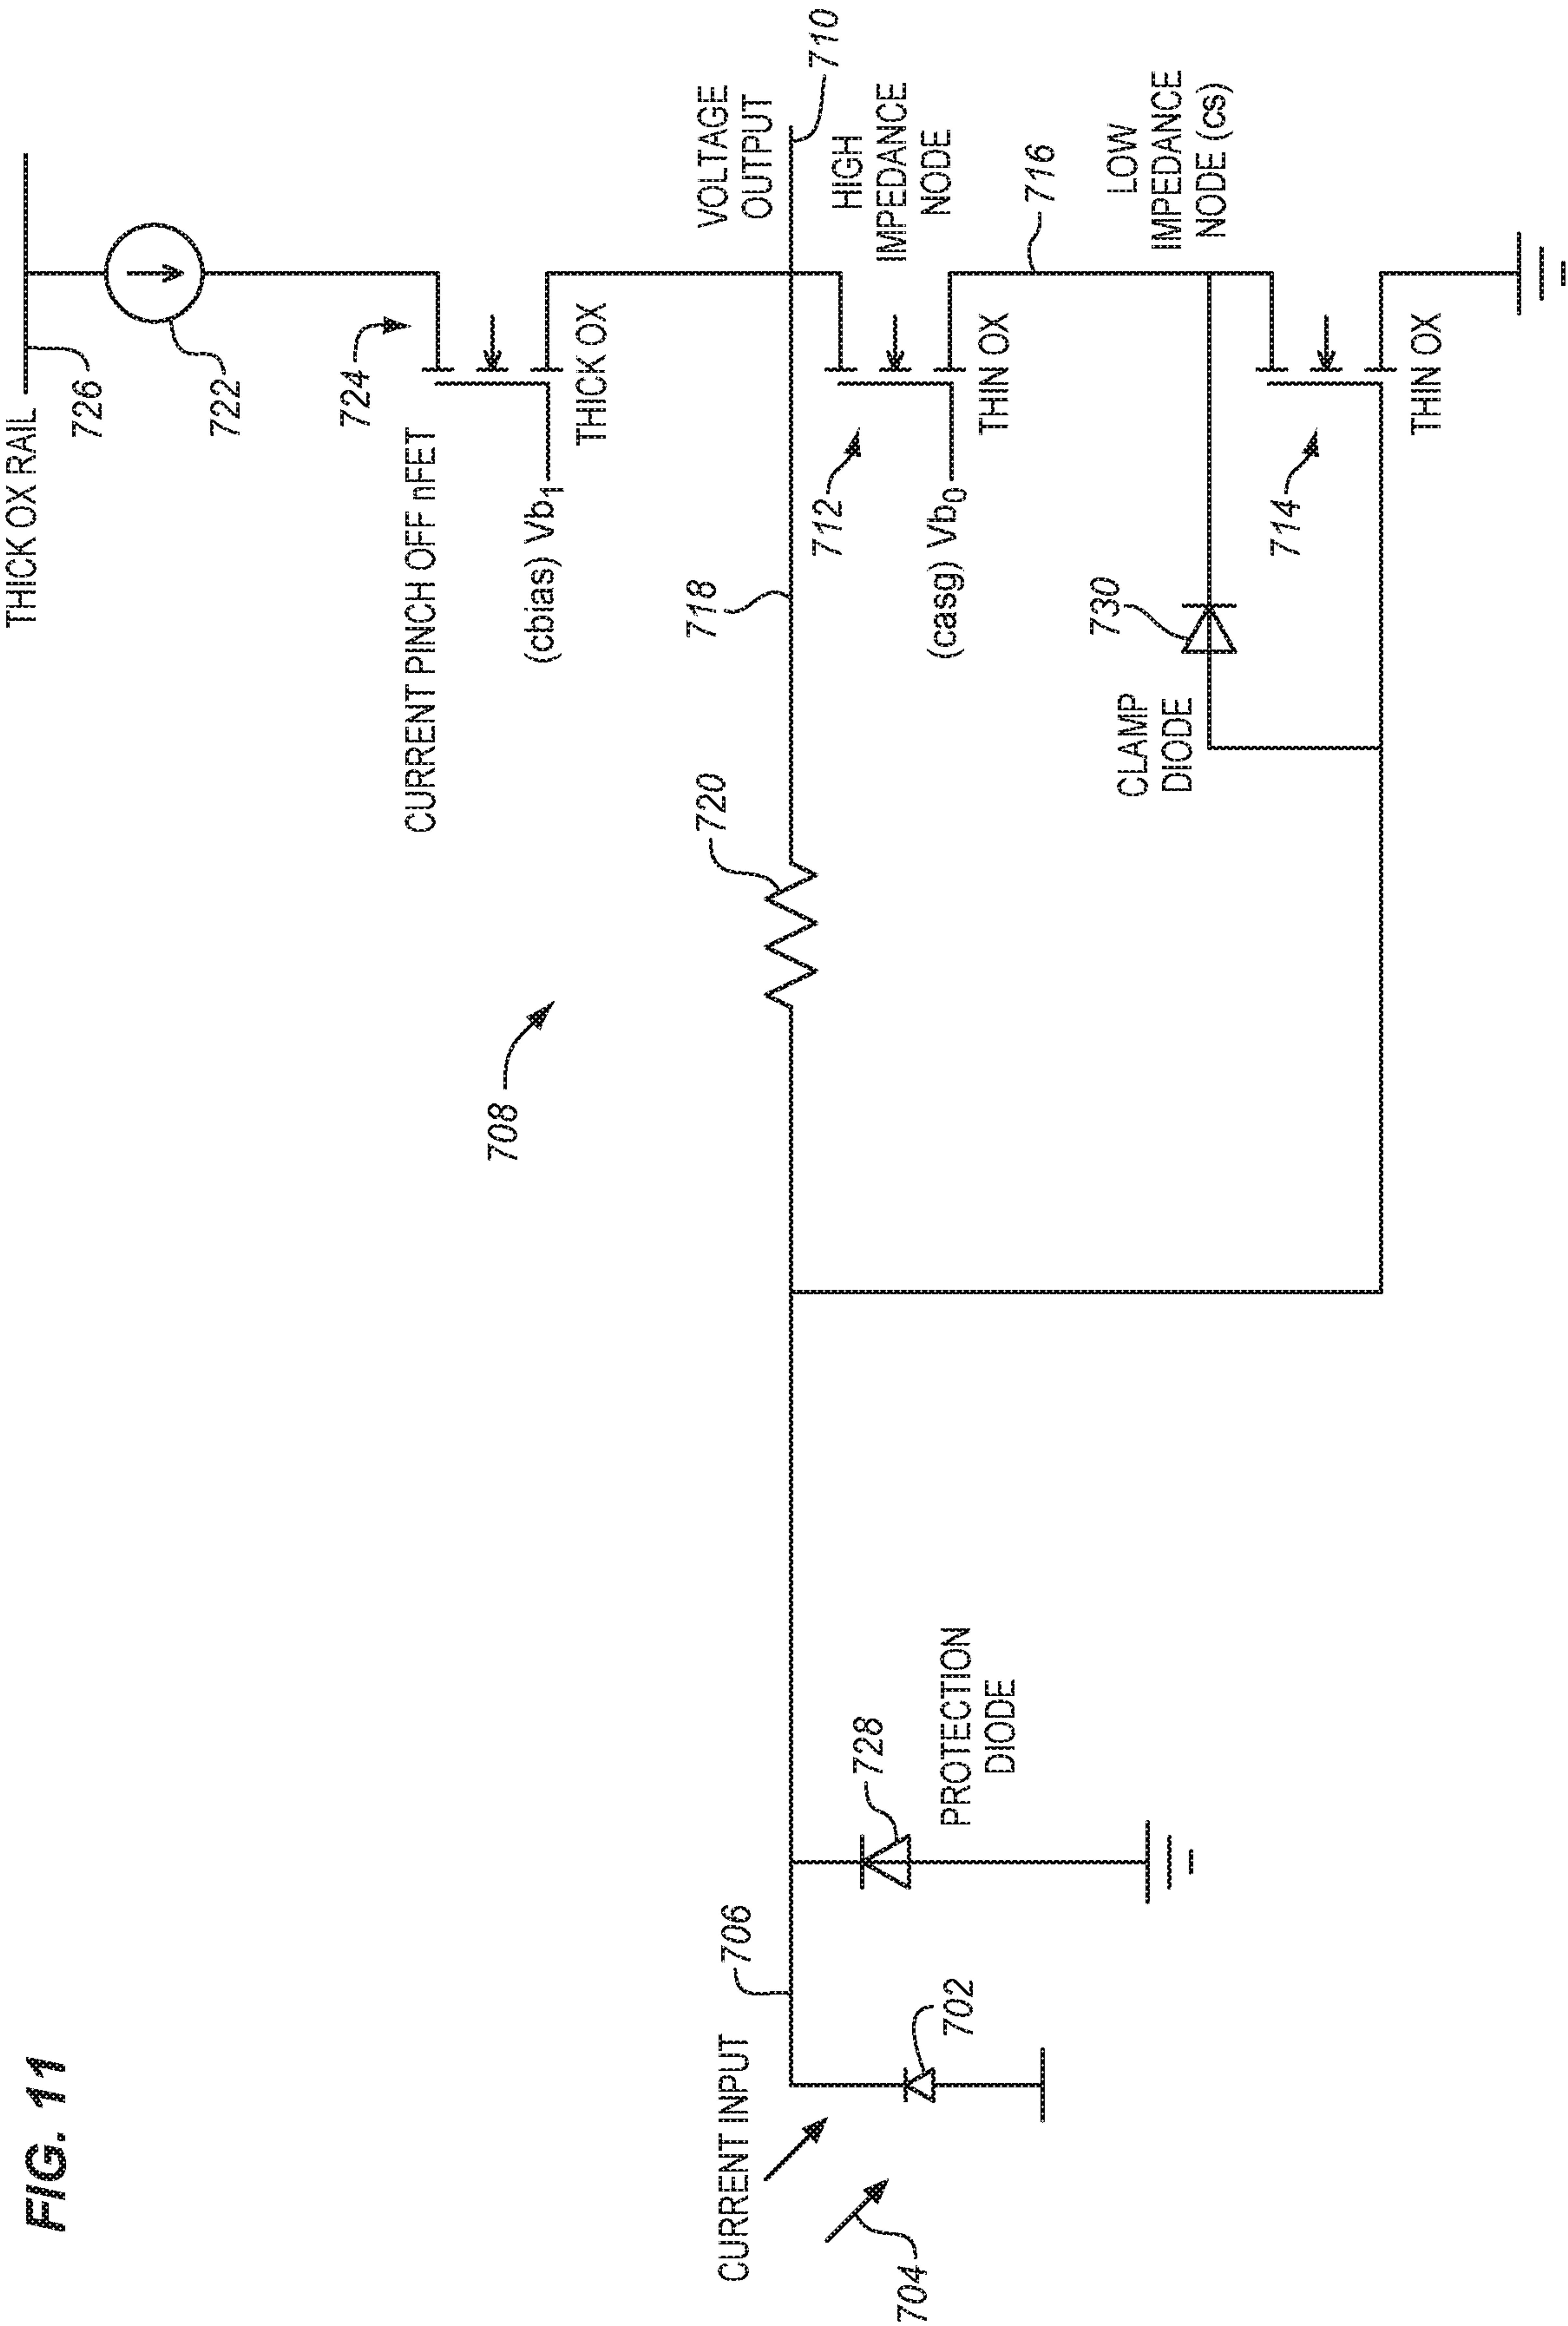 FIG. 11
THICK OX RAIL
726
722
724
CURRENT PINCH OFF nFET
(cbias) Vb1
THICK OX
708
720
718
VOLTAGE
OUTPUT
710
HIGH
IMPEDANCE
NODE
712
(casg) Vb0
THIN OX
716
LOW
IMPEDANCE
NODE (cs)
730
CLAMP
DIODE
714
THIN OX
CURRENT INPUT
706
704
702
728
PROTECTION
DIODE